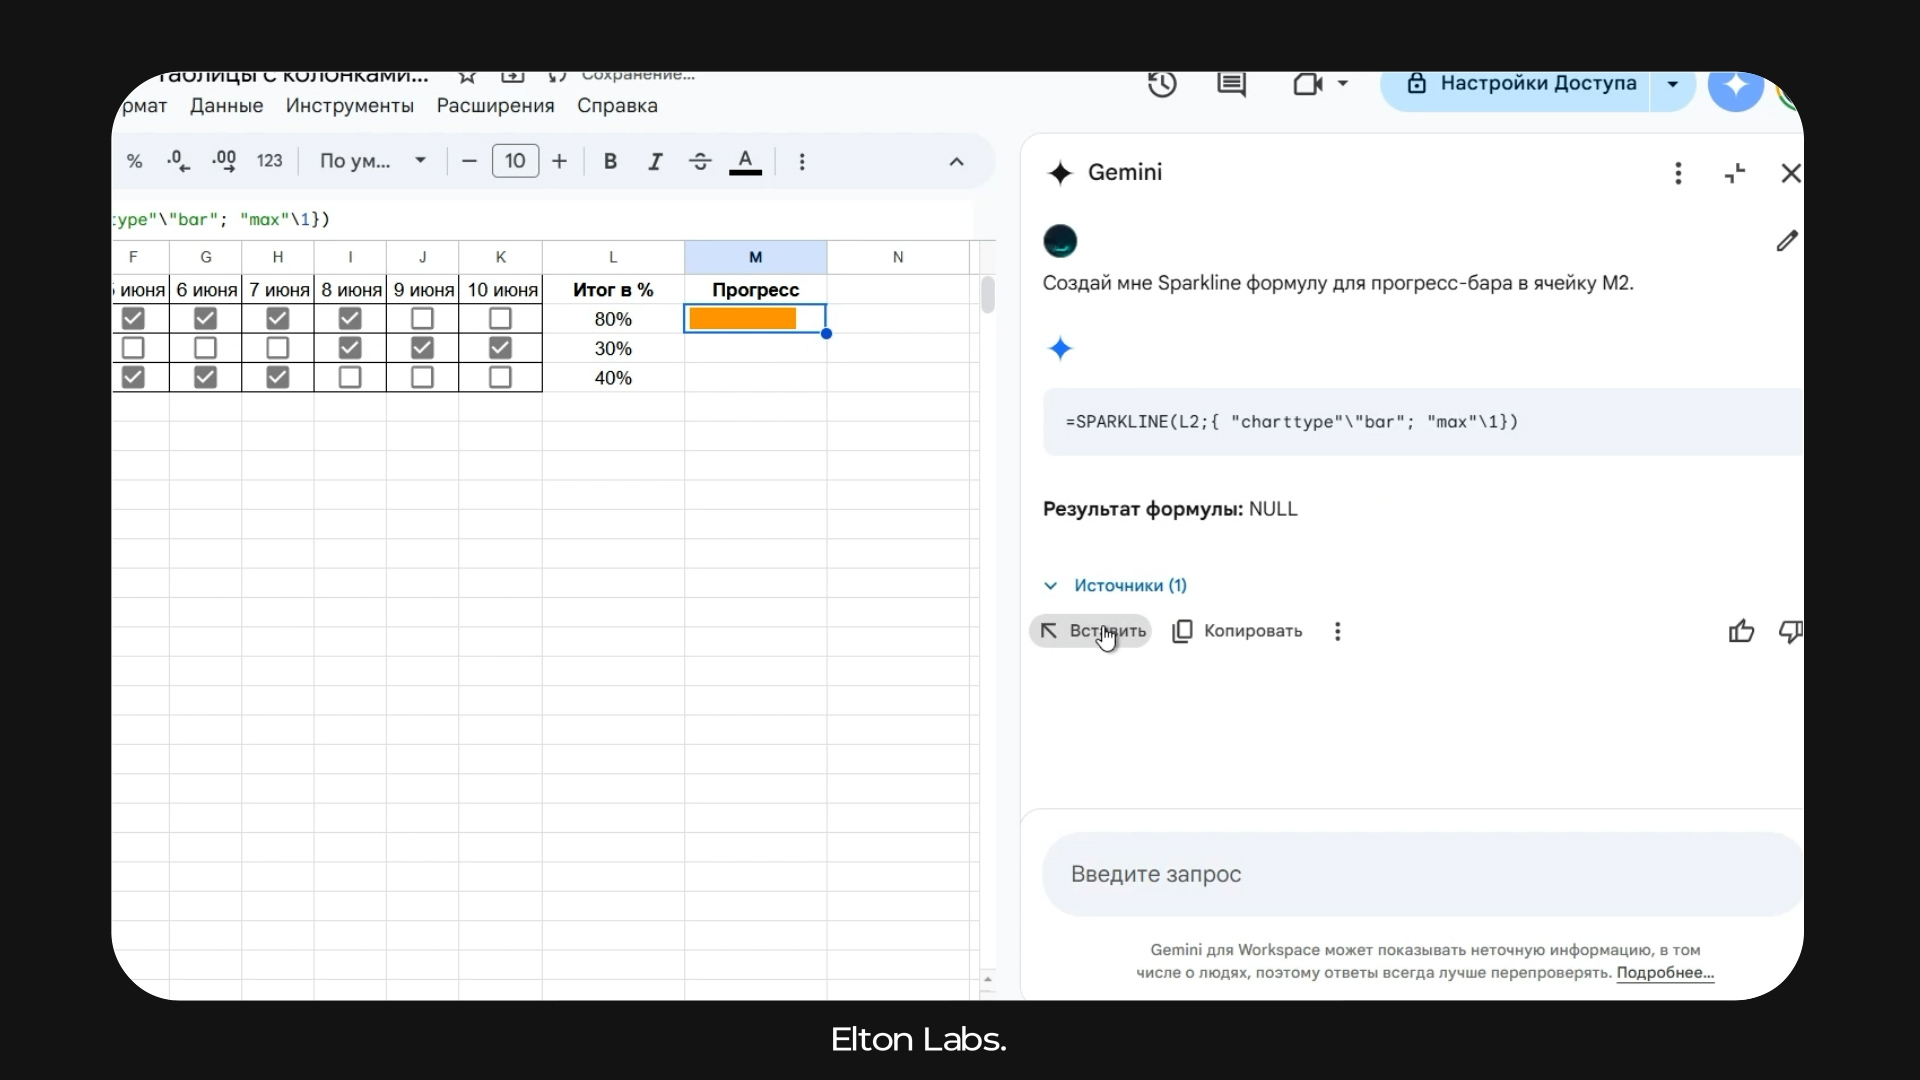 таблицы с колонками... Сохранение...
Настройки Доступа
рмат Данные Инструменты Расширения Справка
% .0 .00 123 По ум... − 10 + B I S A
type"\"bar"; "max"\1})
F G H I J K L M N
5 июня 6 июня 7 июня 8 июня 9 июня 10 июня Итог в % Прогресс
80%
30%
40%
Gemini
Создай мне Sparkline формулу для прогресс-бара в ячейку M2.
=SPARKLINE(L2;{ "charttype"\"bar"; "max"\1})
Результат формулы: NULL
Источники (1)
Вставить Копировать
Введите запрос
Gemini для Workspace может показывать неточную информацию, в том
числе о людях, поэтому ответы всегда лучше перепроверять. Подробнее...
Elton Labs.